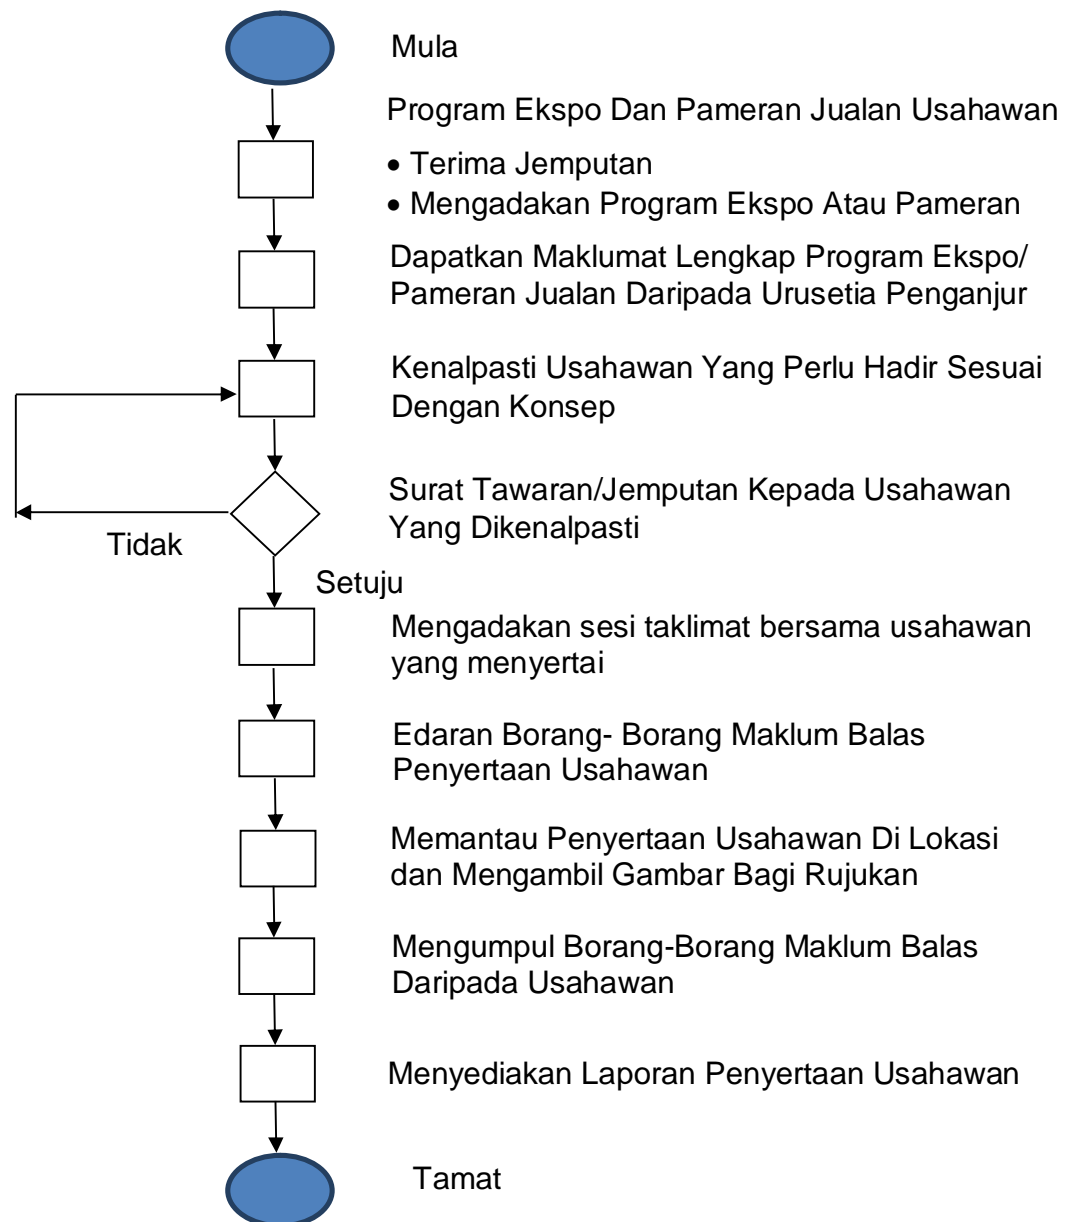 Mula
Program Ekspo Dan Pameran Jualan Usahawan
• Terima Jemputan
• Mengadakan Program Ekspo Atau Pameran
Dapatkan Maklumat Lengkap Program Ekspo/
Pameran Jualan Daripada Urusetia Penganjur
Kenalpasti Usahawan Yang Perlu Hadir Sesuai
Dengan Konsep
Surat Tawaran/Jemputan Kepada Usahawan
Yang Dikenalpasti
Tidak
Setuju
Mengadakan sesi taklimat bersama usahawan
yang menyertai
Edaran Borang- Borang Maklum Balas
Penyertaan Usahawan
Memantau Penyertaan Usahawan Di Lokasi
dan Mengambil Gambar Bagi Rujukan
Mengumpul Borang-Borang Maklum Balas
Daripada Usahawan
Menyediakan Laporan Penyertaan Usahawan
Tamat